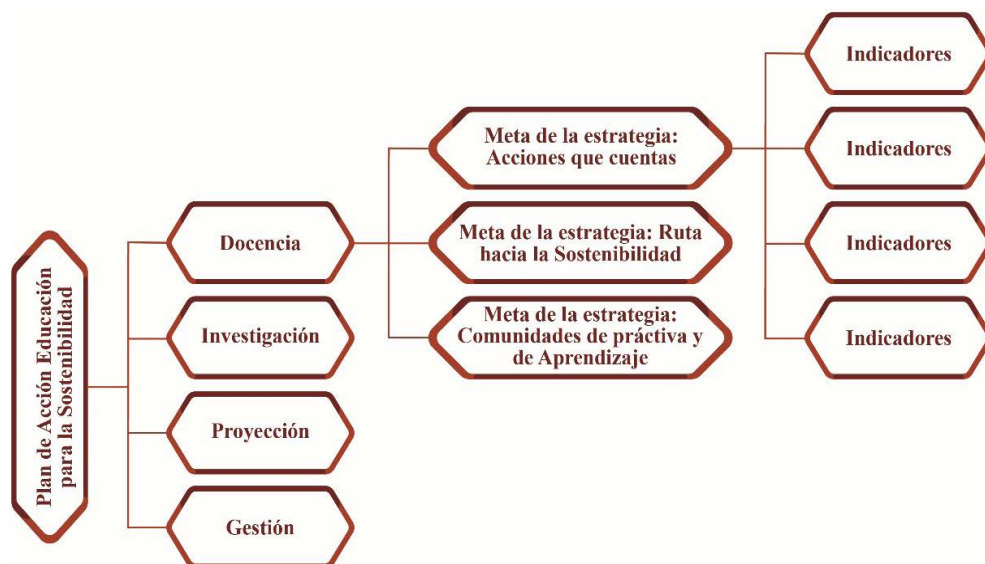 Plan de Acción Educación
para la Sostenibilidad
Docencia
Investigación
Proyección
Gestión
Meta de la estrategia:
Acciones que cuentas
Meta de la estrategia: Ruta
hacia la Sostenibilidad
Meta de la estrategia:
Comunidades de práctiva y
de Aprendizaje
Indicadores
Indicadores
Indicadores
Indicadores